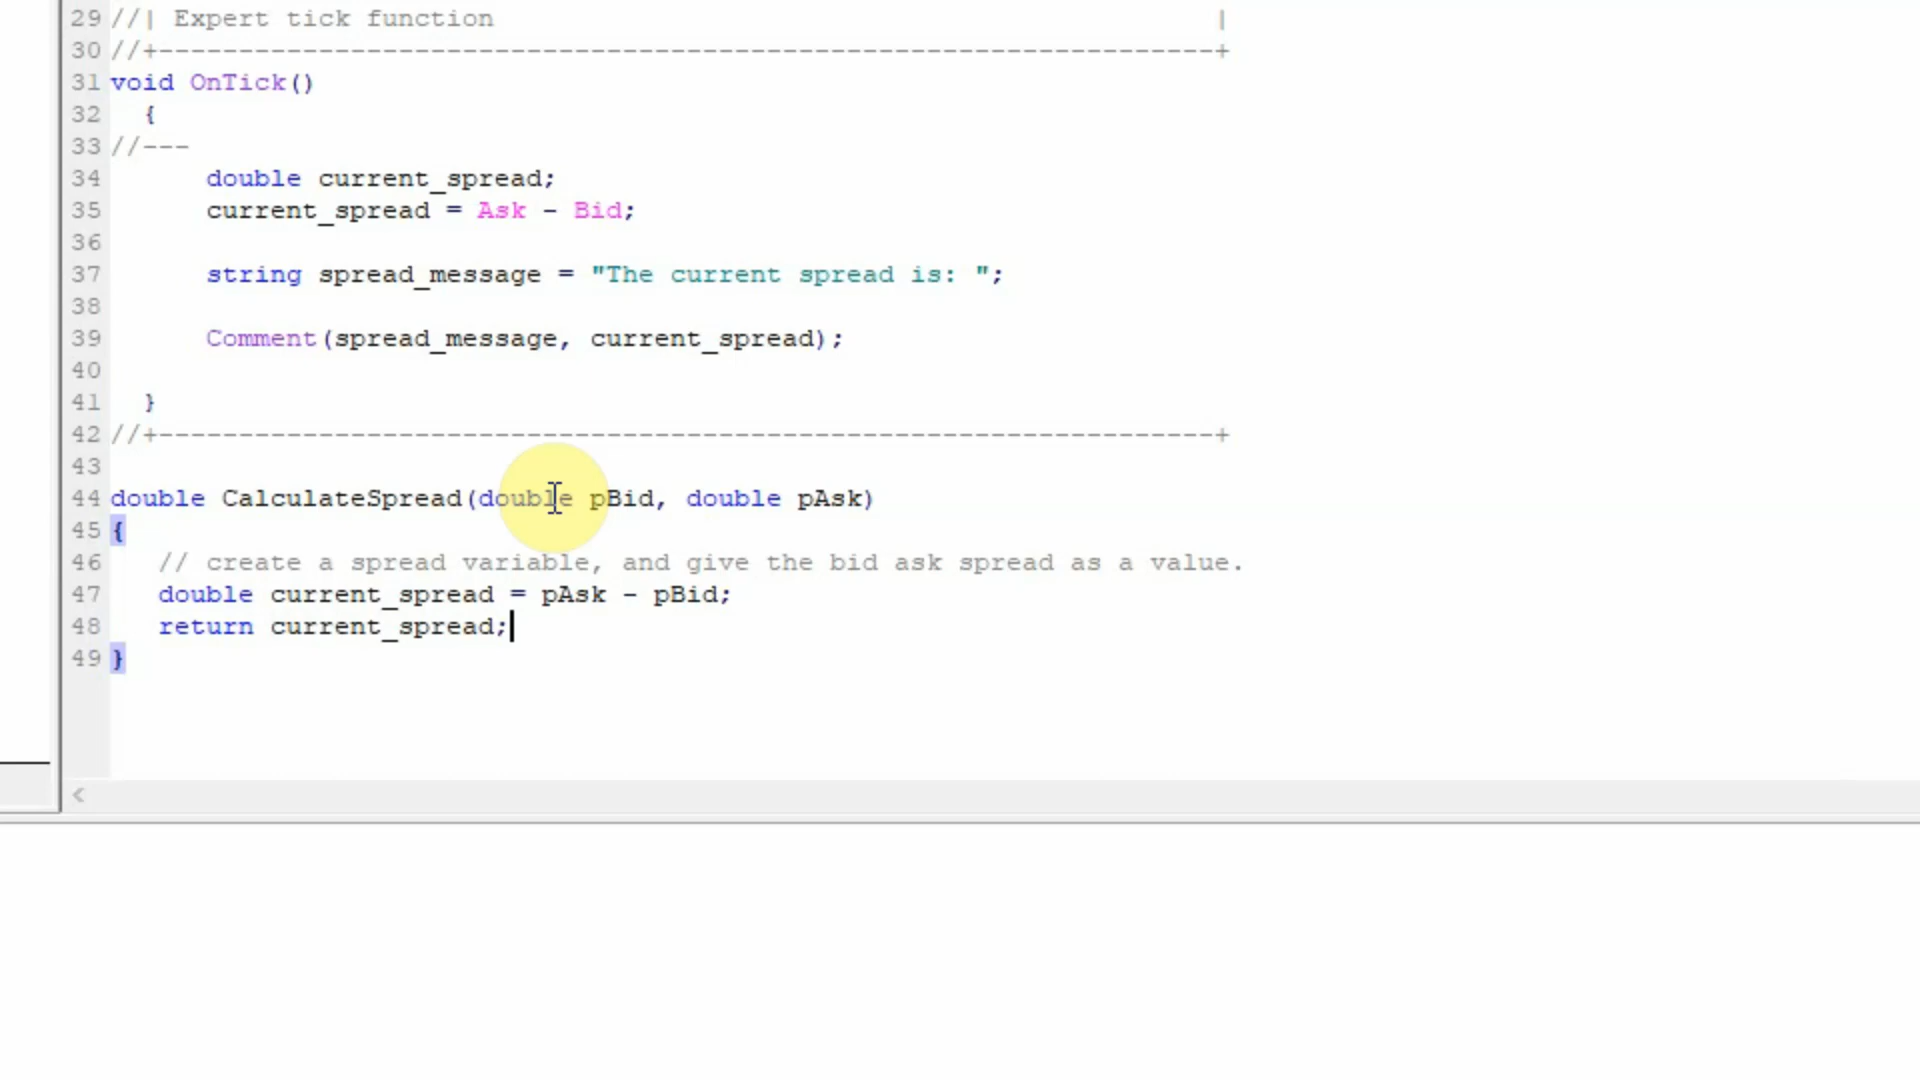 29 //| Expert tick function |
30 //+------------------------------------------------------------------+
31 void OnTick()
32   {
33 //---
34       double current_spread;
35       current_spread = Ask - Bid;
36
37       string spread_message = "The current spread is: ";
38
39       Comment(spread_message, current_spread);
40
41   }
42 //+------------------------------------------------------------------+
43
44 double CalculateSpread(double pBid, double pAsk)
45 {
46    // create a spread variable, and give the bid ask spread as a value.
47    double current_spread = pAsk - pBid;
48    return current_spread;
49 }